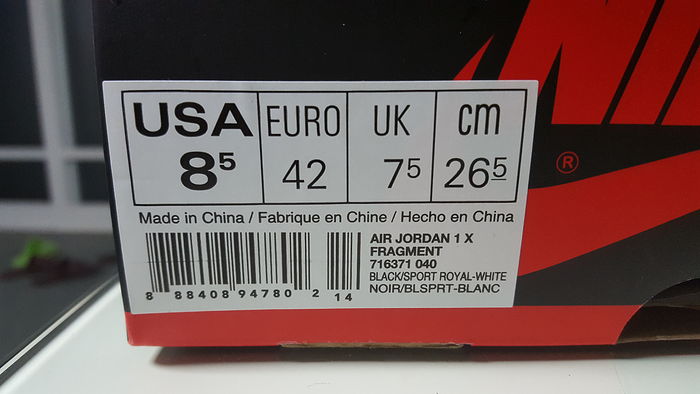 USA EURO UK cm
8⁵ 42 7⁵ 26⁵
Made in China / Fabrique en Chine / Hecho en China
AIR JORDAN 1 X
FRAGMENT
716371 040
BLACK/SPORT ROYAL-WHITE
NOIR/BLSPRT-BLANC
8 88408 94780 2 14
®